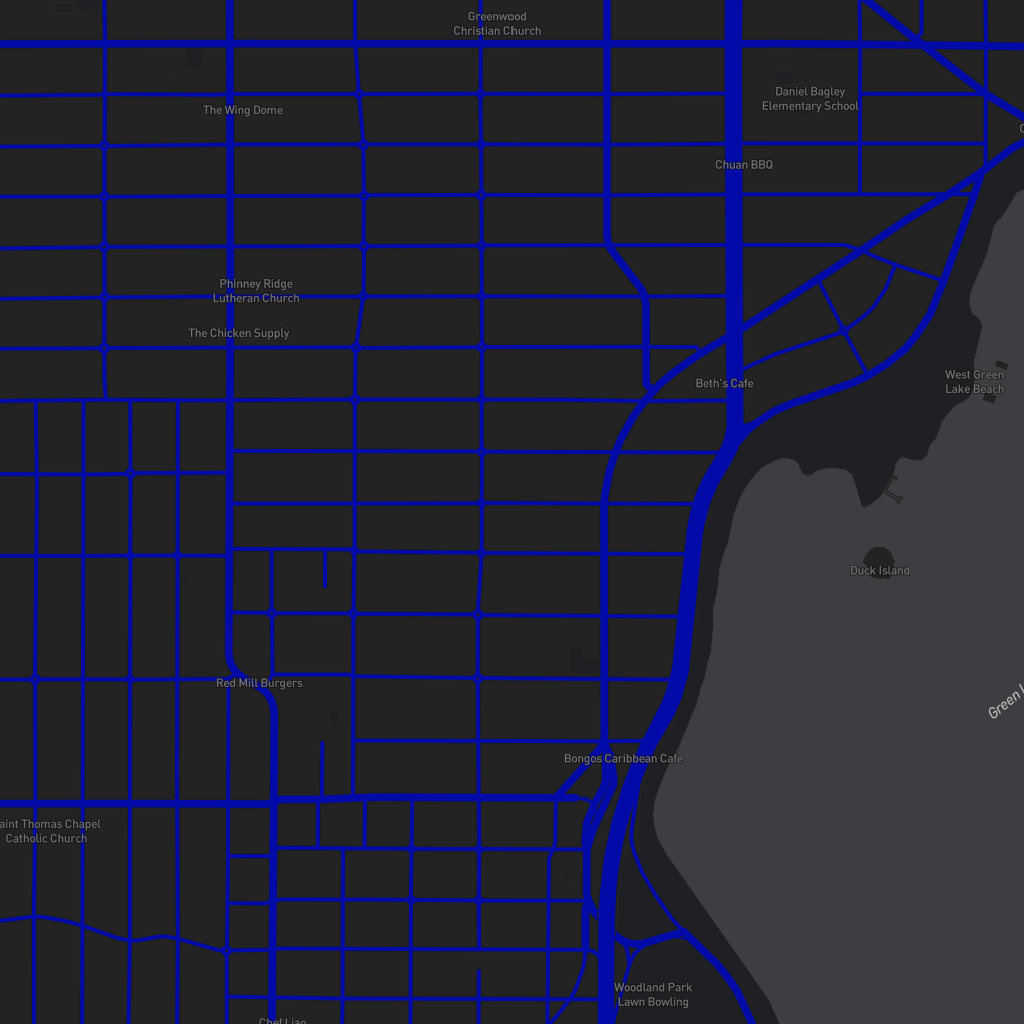 Greenwood
Christian Church
Daniel Bagley
Elementary School
The Wing Dome
Chuan BBQ
Phinney Ridge
Lutheran Church
The Chicken Supply
Beth's Cafe
West Green
Lake Beach
Duck Island
Red Mill Burgers
Green
Bongos Caribbean Cafe
aint Thomas Chapel
Catholic Church
Woodland Park
Lawn Bowling
Chef Liao